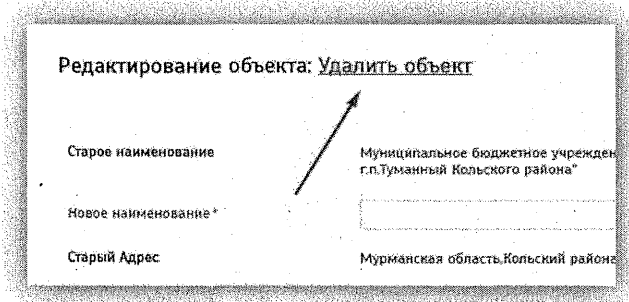 Редактирование объекта: Удалить объект
Старое наименование
Муниципальное бюджетное учрежден
г.п.Туманный Кольского района"
Новое наименование*
Старый Адрес
Мурманская область,Кольский района